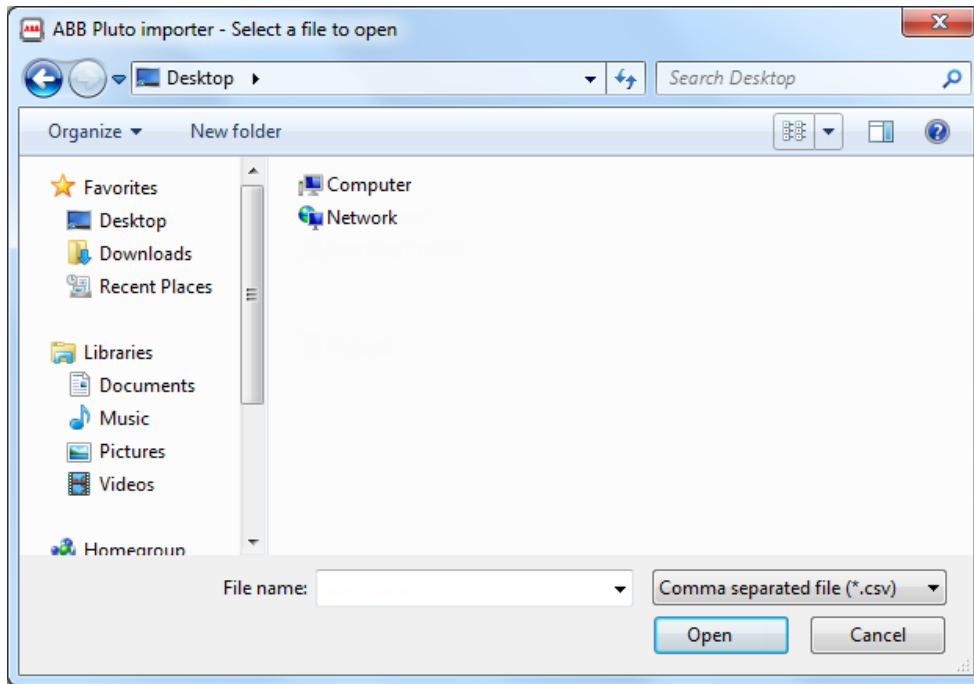 ABB ABB Pluto importer - Select a file to open
Desktop
Search Desktop
Organize
New folder
Favorites
Desktop
Downloads
Recent Places
Libraries
Documents
Music
Pictures
Videos
Homegroup
Computer
Network
File name:
Comma separated file (*.csv)
Open
Cancel